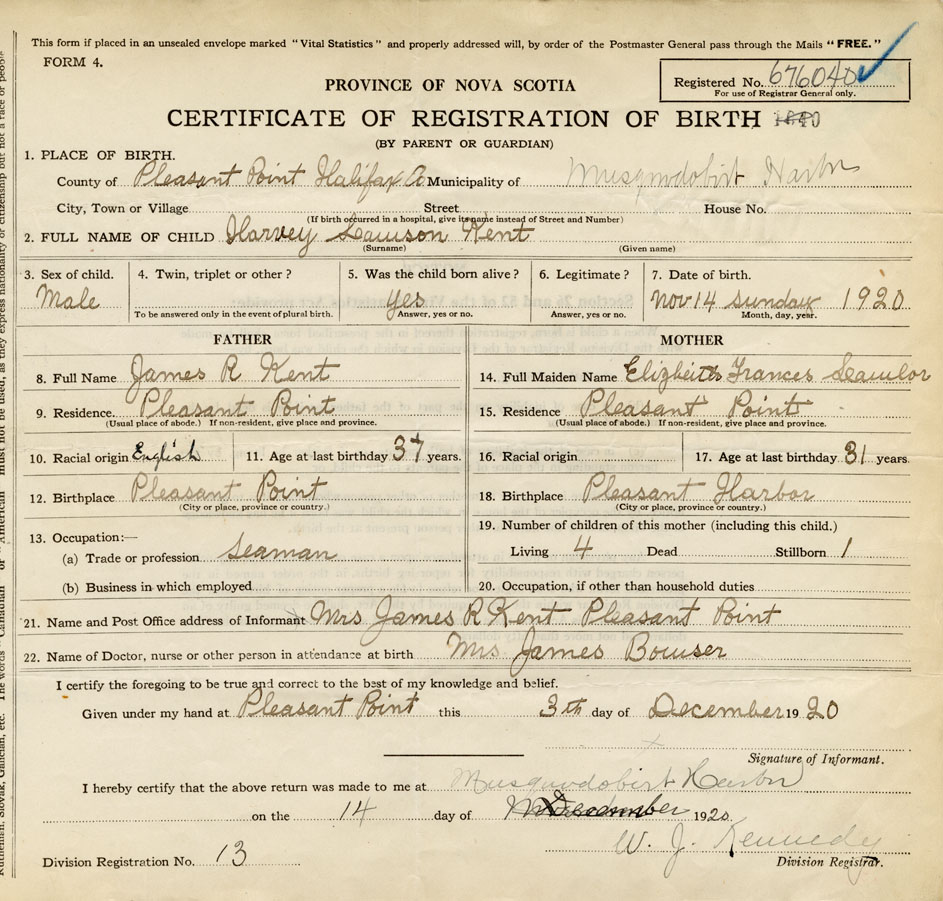 This form if placed in an unsealed envelope marked "Vital Statistics" and properly addressed will, by order of the Postmaster General pass through the Mails "FREE."
FORM 4.
Registered No. 676040
For use of Registrar General only.
PROVINCE OF NOVA SCOTIA
CERTIFICATE OF REGISTRATION OF BIRTH
(BY PARENT OR GUARDIAN)
1. PLACE OF BIRTH.
County of Pleasant Point Halifax Co Municipality of Musquodobirt Harbr
City, Town or Village Street House No.
(If birth occurred in a hospital, give its name instead of Street and Number)
2. FULL NAME OF CHILD Harvey Lawson Kent
(Surname) (Given name)
3. Sex of child. 4. Twin, triplet or other? 5. Was the child born alive? 6. Legitimate? 7. Date of birth.
Male yes Nov 14 sunday 1920
To be answered only in the event of plural birth. Answer, yes or no. Answer, yes or no. Month, day, year.
FATHER MOTHER
8. Full Name James R Kent 14. Full Maiden Name Frances Lawlor
9. Residence. Pleasant Point 15. Residence Pleasant Point
(Usual place of abode.) If non-resident, give place and province. (Usual place of abode.) If non-resident, give place and province.
10. Racial origin English 11. Age at last birthday 37 years. 16. Racial origin 17. Age at last birthday 31 years.
12. Birthplace Pleasant Point 18. Birthplace Pleasant Harbor
(City or place, province or country.) (City or place, province or country.)
13. Occupation:— 19. Number of children of this mother (including this child.)
(a) Trade or profession Seaman Living 4 Dead Stillborn 1
(b) Business in which employed 20. Occupation, if other than household duties
21. Name and Post Office address of Informant Mrs James R Kent Pleasant Point
22. Name of Doctor, nurse or other person in attendance at birth Mrs James Bowser
I certify the foregoing to be true and correct to the best of my knowledge and belief.
Given under my hand at Pleasant Point this 3th day of December 1920
Signature of Informant.
I hereby certify that the above return was made to me at Musquodobirt Harbr
on the 14 day of December 1920.
W. J. Kennedy
Division Registration No. 13 Division Registrar.